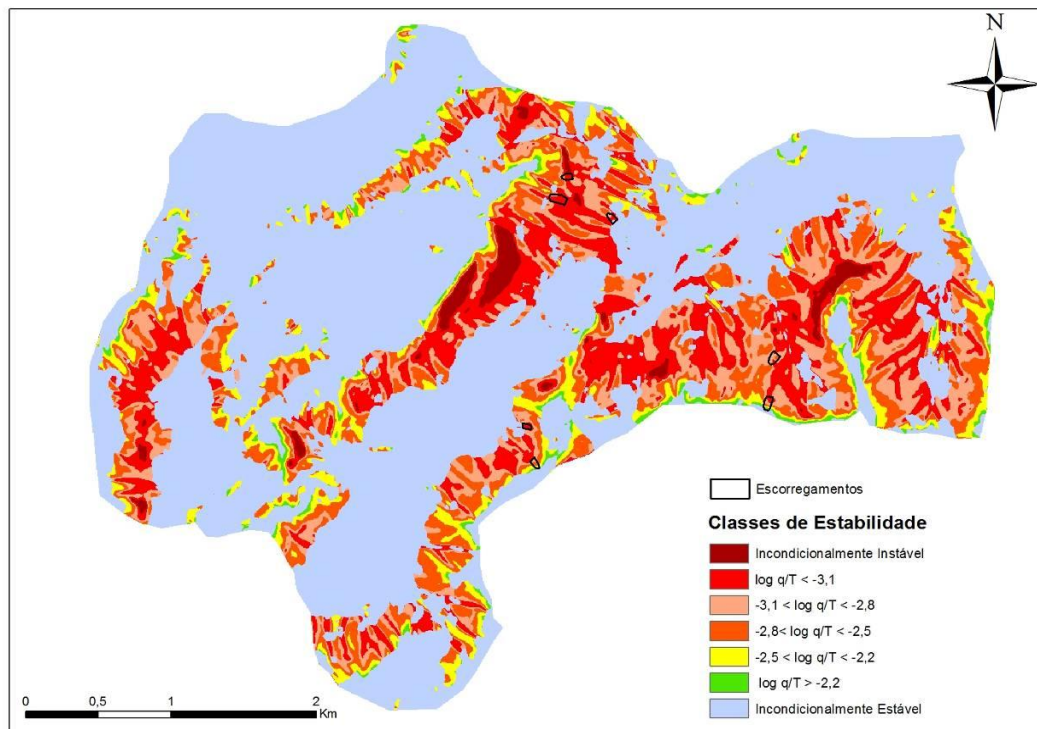 N
Escorregamentos
Classes de Estabilidade
Incondicionalmente Instável
log q/T < -3,1
-3,1 < log q/T < -2,8
-2,8< log q/T < -2,5
-2,5 < log q/T < -2,2
log q/T > -2,2
Incondicionalmente Estável
0 0,5 1 2
Km